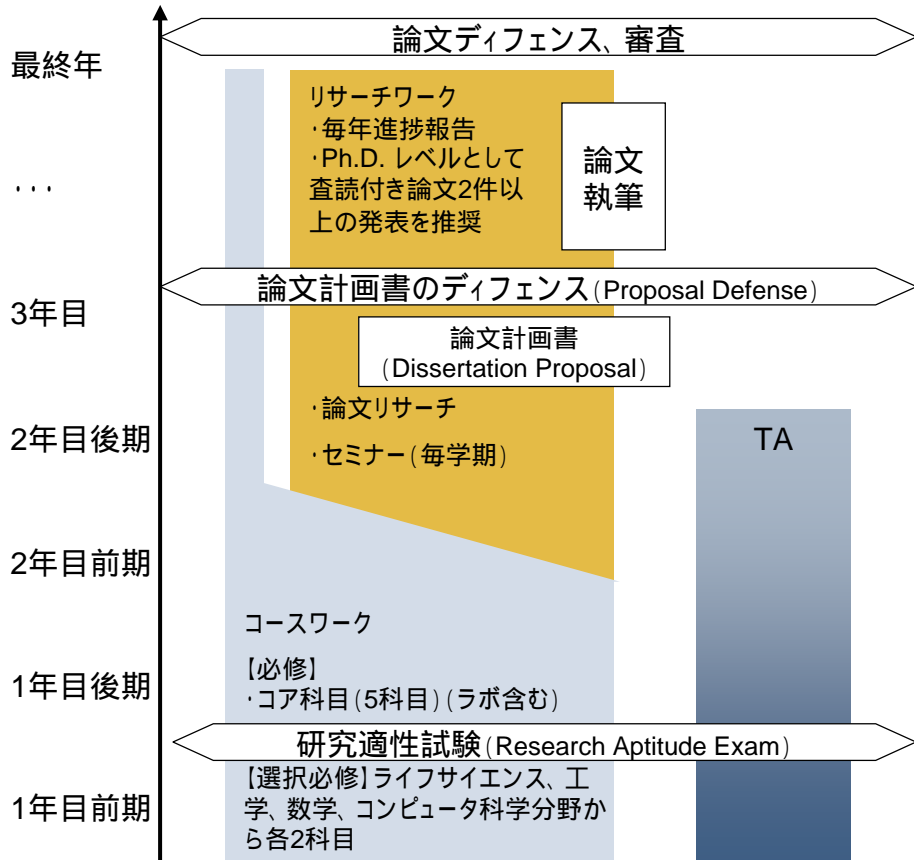 論文ディフェンス、審査
最終年
リサーチワーク
・毎年進捗報告
・Ph.D. レベルとして
査読付き論文2件以
上の発表を推奨
論文
執筆
・・・
論文計画書のディフェンス(Proposal Defense)
3年目
論文計画書
(Dissertation Proposal)
・論文リサーチ
2年目後期
TA
・セミナー(毎学期)
2年目前期
コースワーク
【必修】
1年目後期
・コア科目(5科目)(ラボ含む)
研究適性試験(Research Aptitude Exam)
【選択必修】ライフサイエンス、工
学、数学、コンピュータ科学分野か
ら各2科目
1年目前期